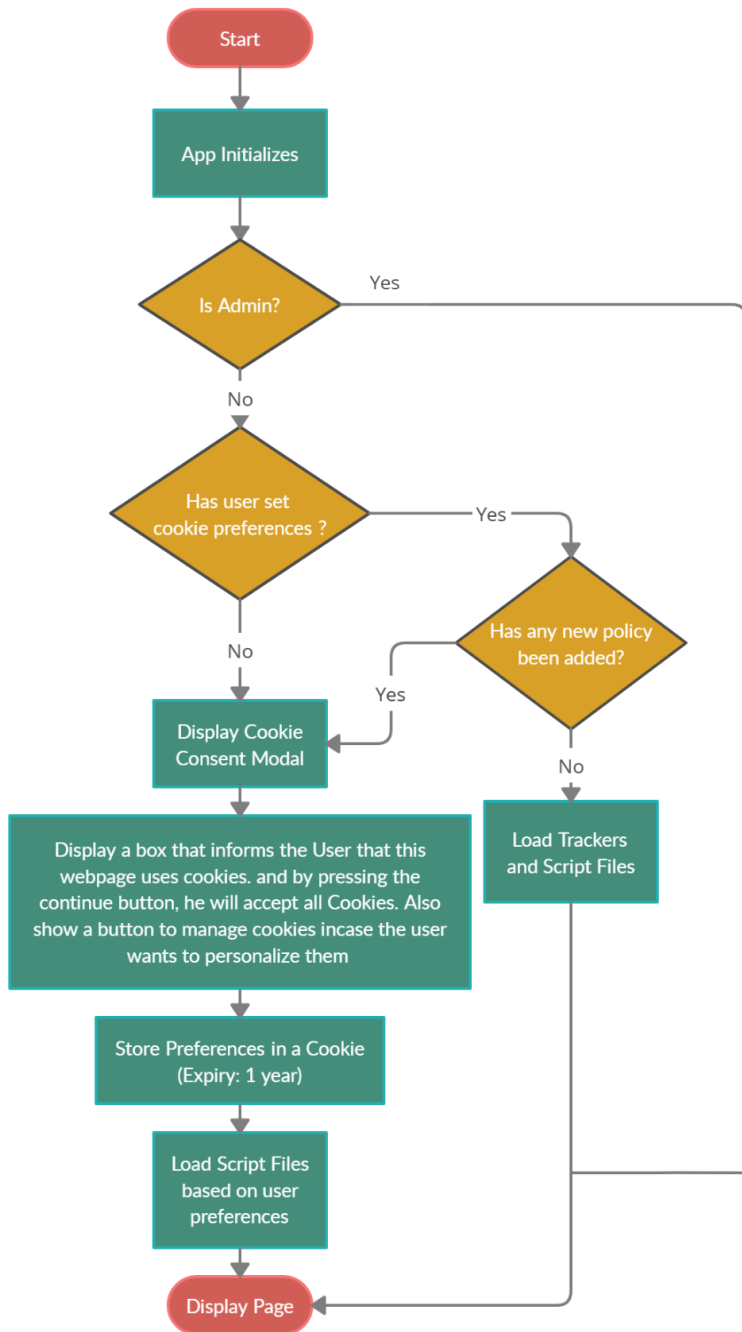 Start
App Initializes
Is Admin?
Yes
No
Has user set
cookie preferences ?
Yes
Has any new policy
been added?
No
Yes
Display Cookie
Consent Modal
No
Load Trackers
and Script Files
Display a box that informs the User that this
webpage uses cookies. and by pressing the
continue button, he will accept all Cookies. Also
show a button to manage cookies incase the user
wants to personalize them
Store Preferences in a Cookie
(Expiry: 1 year)
Load Script Files
based on user
preferences
Display Page